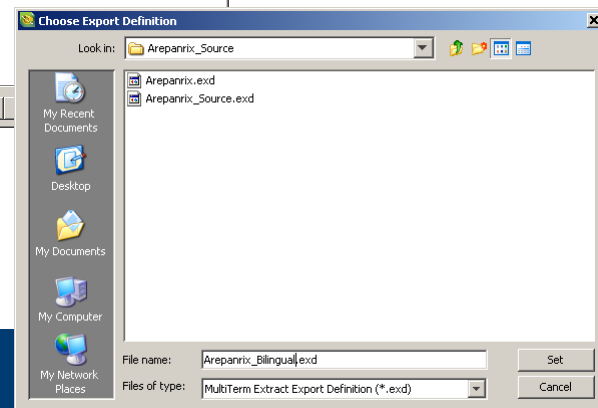 Choose Export Definition
Look in: Arepanrix_Source
Arepanrix.exd
Arepanrix_Source.exd
My Recent
Documents
Desktop
My Documents
My Computer
My Network
Places
File name: Arepanrix_Bilingual.exd Set
Files of type: MultiTerm Extract Export Definition (*.exd) Cancel